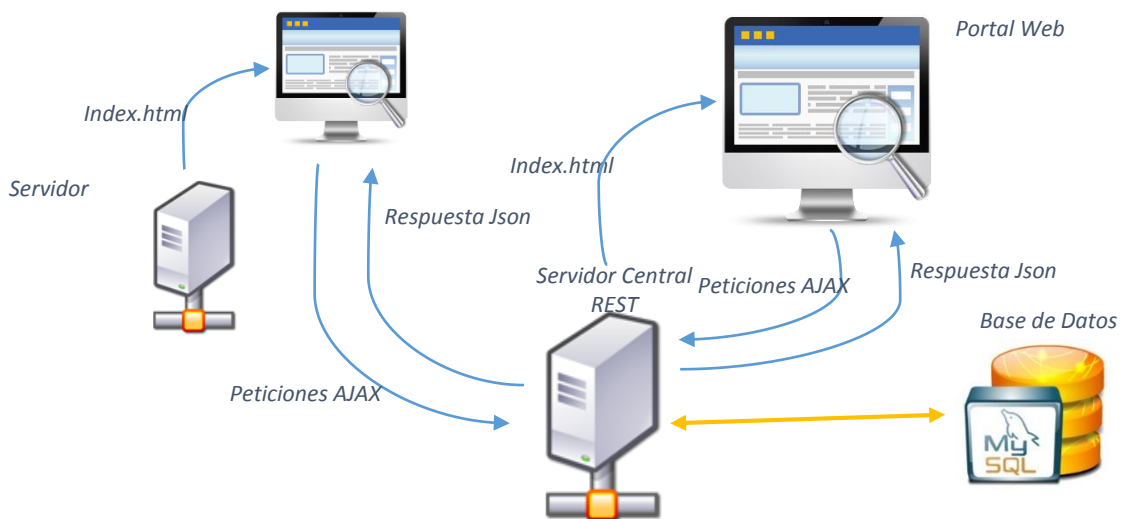 Portal Web
Index.html
Index.html
Servidor
Respuesta Json
Servidor Central
REST
Peticiones AJAX
Respuesta Json
Base de Datos
Peticiones AJAX
My
SQL